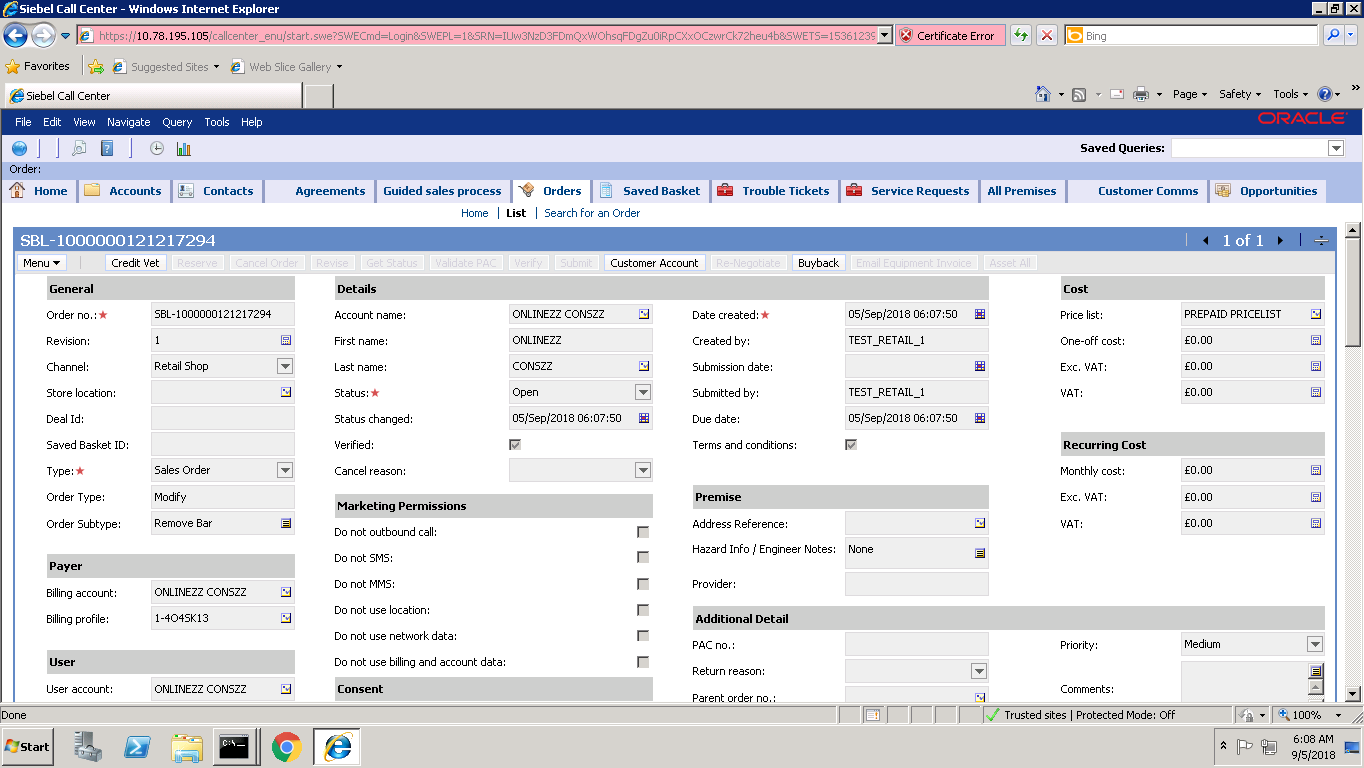 Siebel Call Center - Windows Internet Explorer
https://10.78.195.105/callcenter_enu/start.swe?SWECmd=Login&SWEPL=1&SRN=IUw3NzD3FDmQxWOhsqFDgZu0iRpCXxOCzwrCk72heu4b&SWETS=15361239 Certificate Error Bing
Favorites Suggested Sites Web Slice Gallery
Siebel Call Center Page Safety Tools
File Edit View Navigate Query Tools Help ORACLE
Saved Queries:
Order:
Home Accounts Contacts Agreements Guided sales process Orders Saved Basket Trouble Tickets Service Requests All Premises Customer Comms Opportunities
Home List Search for an Order
SBL-1000000121217294 1 of 1
Menu Credit Vet Reserve Cancel Order Revise Get Status Validate PAC Verify Submit Customer Account Re-Negotiate Buyback Email Equipment Invoice Asset All
General Details Cost
Order no.: SBL-1000000121217294 Account name: ONLINEZZ CONSZZ Date created: 05/Sep/2018 06:07:50 Price list: PREPAID PRICELIST
Revision: 1 First name: ONLINEZZ Created by: TEST_RETAIL_1 One-off cost: £0.00
Channel: Retail Shop Last name: CONSZZ Submission date: Exc. VAT: £0.00
Store location: Status: Open Submitted by: TEST_RETAIL_1 VAT: £0.00
Deal Id: Status changed: 05/Sep/2018 06:07:50 Due date: 05/Sep/2018 06:07:50
Saved Basket ID: Verified: Terms and conditions: Recurring Cost
Type: Sales Order Cancel reason: Monthly cost: £0.00
Order Type: Modify Marketing Permissions Premise Exc. VAT: £0.00
Order Subtype: Remove Bar Do not outbound call: Address Reference: VAT: £0.00
Do not SMS: Hazard Info / Engineer Notes: None
Payer Do not MMS: Provider:
Billing account: ONLINEZZ CONSZZ
Billing profile: 1-4O4SK13 Do not use location: Additional Detail
Do not use network data: PAC no.: Priority: Medium
User Do not use billing and account data: Return reason:
User account: ONLINEZZ CONSZZ Consent Parent order no.: Comments:
Done Trusted sites | Protected Mode: Off 100%
Start 6:08 AM
9/5/2018